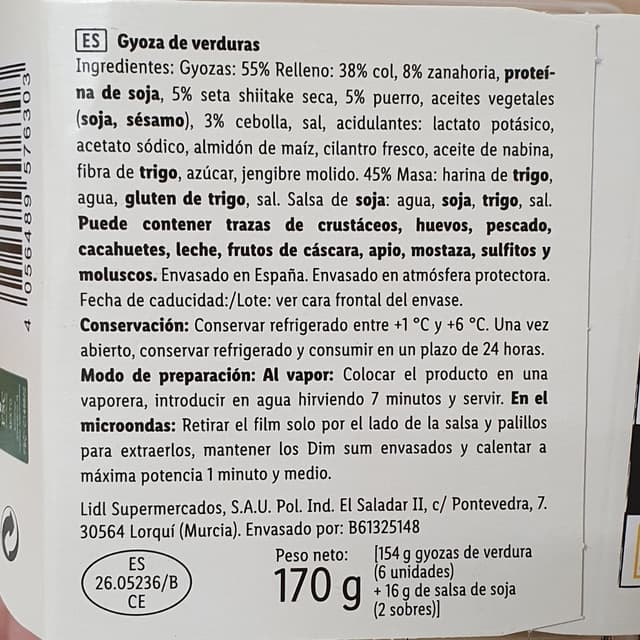 ES Gyoza de verduras
Ingredientes: Gyozas: 55% Relleno: 38% col, 8% zanahoria, proteí-
na de soja, 5% seta shiitake seca, 5% puerro, aceites vegetales
(soja, sésamo), 3% cebolla, sal, acidulantes: lactato potásico,
acetato sódico, almidón de maíz, cilantro fresco, aceite de nabina,
fibra de trigo, azúcar, jengibre molido. 45% Masa: harina de trigo,
agua, gluten de trigo, sal. Salsa de soja: agua, soja, trigo, sal.
Puede contener trazas de crustáceos, huevos, pescado,
cacahuetes, leche, frutos de cáscara, apio, mostaza, sulfitos y
moluscos. Envasado en España. Envasado en atmósfera protectora.
Fecha de caducidad:/Lote: ver cara frontal del envase.
Conservación: Conservar refrigerado entre +1 °C y +6 °C. Una vez
abierto, conservar refrigerado y consumir en un plazo de 24 horas.
Modo de preparación: Al vapor: Colocar el producto en una
vaporera, introducir en agua hirviendo 7 minutos y servir. En el
microondas: Retirar el film solo por el lado de la salsa y palillos
para extraerlos, mantener los Dim sum envasados y calentar a
máxima potencia 1 minuto y medio.
Lidl Supermercados, S.A.U. Pol. Ind. El Saladar II, c/ Pontevedra, 7.
30564 Lorquí (Murcia). Envasado por: B61325148
ES
26.05236/B
CE
Peso neto:
170 g
[154 g gyozas de verdura
(6 unidades)
+ 16 g de salsa de soja
(2 sobres)]
4 056489 576303